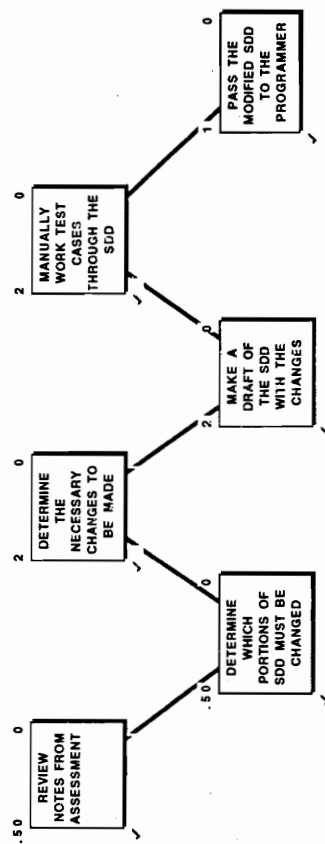 .50 0
REVIEW
NOTES FROM
ASSESSMENT
.50 0
DETERMINE
WHICH
PORTIONS OF
SDD MUST BE
CHANGED
2 0
DETERMINE
THE
NECESSARY
CHANGES TO
BE MADE
2 0
MAKE A
DRAFT OF
THE SDD
WITH THE
CHANGES
2 0
MANUALLY
WORK TEST
CASES
THROUGH THE
SDD
1 0
PASS THE
MODIFIED SDD
TO THE
PROGRAMMER